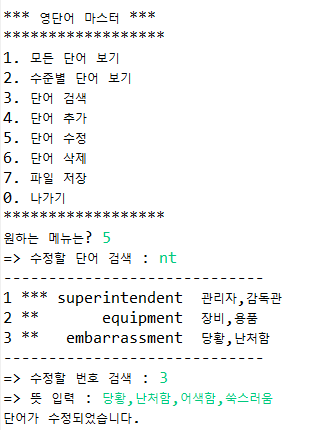 *** 영단어 마스터 ***
******************
1. 모든 단어 보기
2. 수준별 단어 보기
3. 단어 검색
4. 단어 추가
5. 단어 수정
6. 단어 삭제
7. 파일 저장
0. 나가기
******************
원하는 메뉴는? 5
=> 수정할 단어 검색 : nt
-----------------------------
1 *** superintendent  관리자,감독관
2 **       equipment  장비,용품
3 **   embarrassment  당황,난처함
-----------------------------
=> 수정할 번호 검색 : 3
=> 뜻 입력 : 당황,난처함,어색함,쑥스러움
단어가 수정되었습니다.